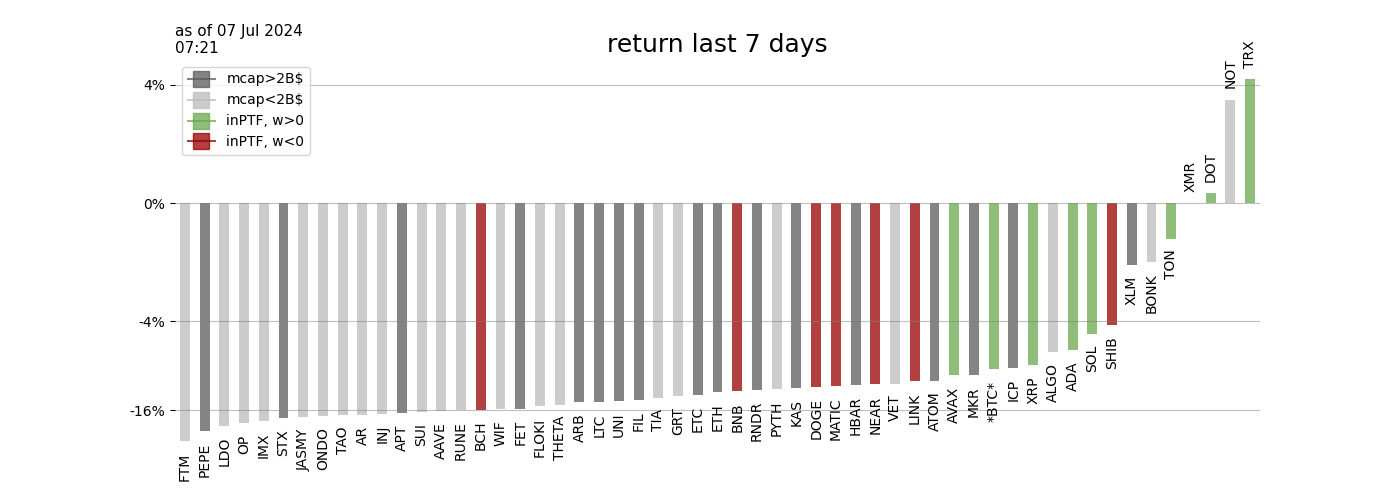 as of 07 Jul 2024
07:21
return last 7 days
mcap>2B$
mcap<2B$
inPTF, w>0
inPTF, w<0
4%
0%
-4%
-16%
FTM
PEPE
LDO
OP
IMX
STX
JASMY
ONDO
TAO
AR
INJ
APT
SUI
AAVE
RUNE
BCH
WIF
FET
FLOKI
THETA
ARB
LTC
UNI
FIL
TIA
GRT
ETC
ETH
BNB
RNDR
PYTH
KAS
DOGE
MATIC
HBAR
NEAR
VET
LINK
ATOM
AVAX
MKR
*BTC*
ICP
XRP
ALGO
ADA
SOL
SHIB
XLM
BONK
TON
XMR
DOT
NOT
TRX